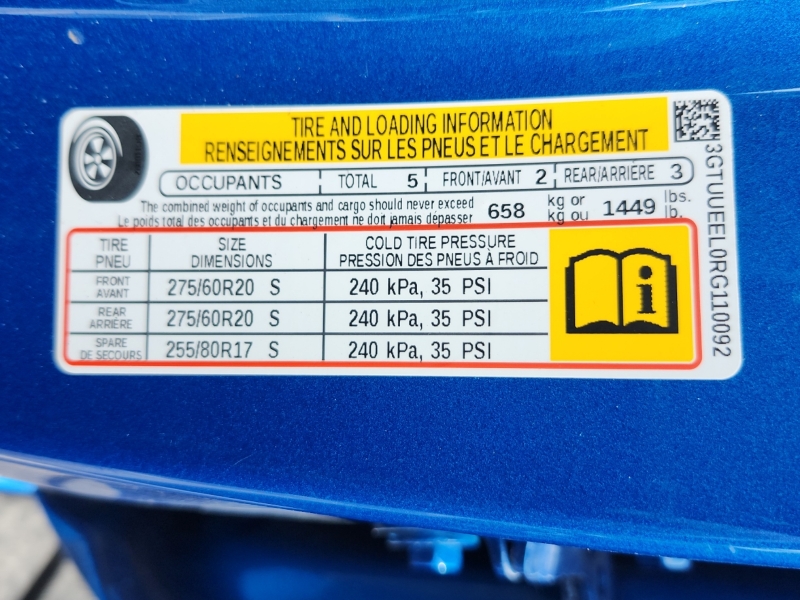 TIRE AND LOADING INFORMATION
RENSEIGNEMENTS SUR LES PNEUS ET LE CHARGEMENT
OCCUPANTS TOTAL 5 FRONT/AVANT 2 REAR/ARRIÈRE 3
The combined weight of occupants and cargo should never exceed 658 kg or 1449 lbs.
Le poids total des occupants et du chargement ne doit jamais dépasser kg ou lb.
TIRE SIZE COLD TIRE PRESSURE
PNEU DIMENSIONS PRESSION DES PNEUS À FROID
FRONT
AVANT 275/60R20 S 240 kPa, 35 PSI
REAR
ARRIÈRE 275/60R20 S 240 kPa, 35 PSI
SPARE
DE SECOURS 255/80R17 S 240 kPa, 35 PSI
3GTUUEEL0RG110092